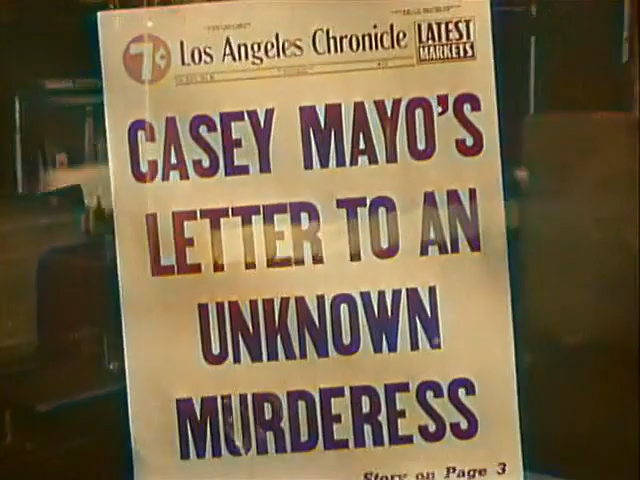 7¢ Los Angeles Chronicle LATEST MARKETS
CASEY MAYO'S
LETTER TO AN
UNKNOWN
MURDERESS
Story on Page 3